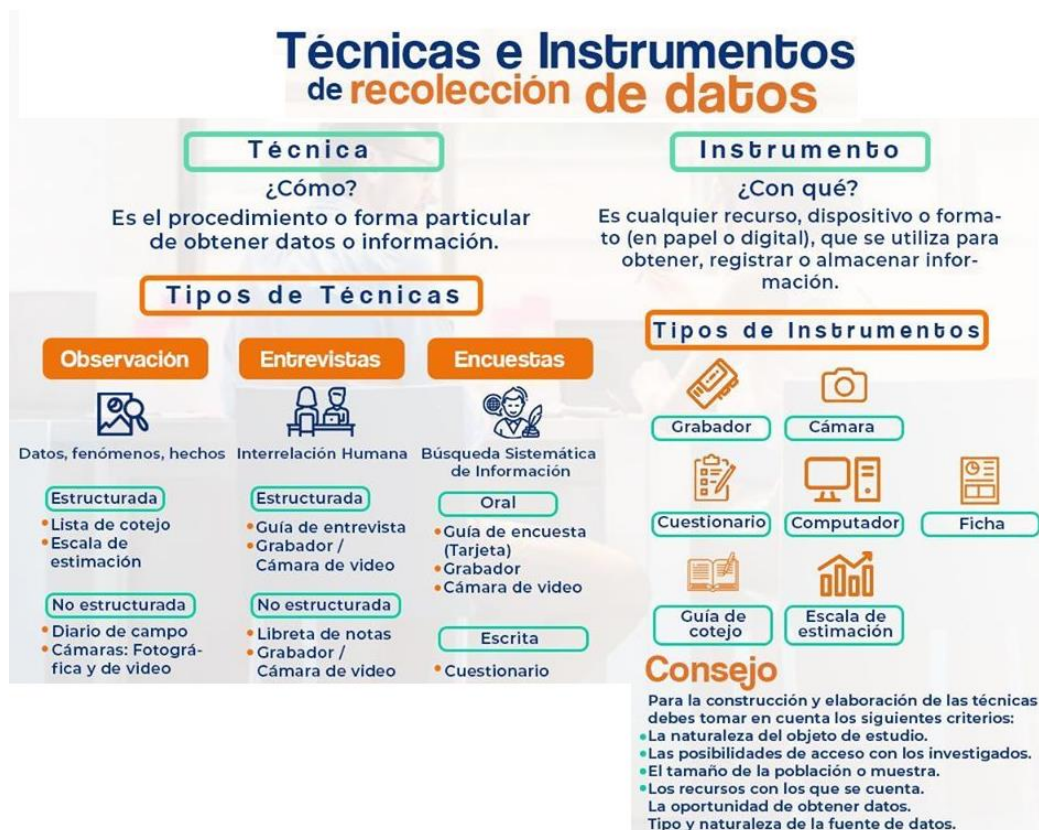 Técnicas e Instrumentos
de recolección de datos
Técnica
¿Cómo?
Es el procedimiento o forma particular
de obtener datos o información.
Instrumento
¿Con qué?
Es cualquier recurso, dispositivo o forma-
to (en papel o digital), que se utiliza para
obtener, registrar o almacenar infor-
mación.
Tipos de Técnicas
Observación
Datos, fenómenos, hechos
Estructurada
• Lista de cotejo
• Escala de
estimación
No estructurada
• Diario de campo
• Cámaras: Fotográ-
fica y de video
Entrevistas
Interrelación Humana
Estructurada
• Guía de entrevista
• Grabador /
Cámara de video
No estructurada
• Libreta de notas
• Grabador /
Cámara de video
Encuestas
Búsqueda Sistemática
de Información
Oral
• Guía de encuesta
(Tarjeta)
• Grabador
• Cámara de video
Escrita
• Cuestionario
Tipos de Instrumentos
Grabador
Cámara
Cuestionario
Computador
Ficha
Guía de
cotejo
Escala de
estimación
Consejo
Para la construcción y elaboración de las técnicas
debes tomar en cuenta los siguientes criterios:
• La naturaleza del objeto de estudio.
• Las posibilidades de acceso con los investigados.
• El tamaño de la población o muestra.
• Los recursos con los que se cuenta.
La oportunidad de obtener datos.
Tipo y naturaleza de la fuente de datos.